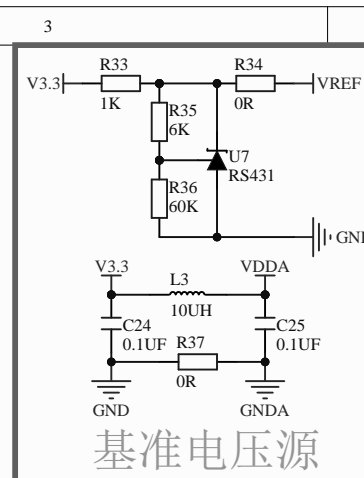 3
R33 R34
V3.3 VREF
1K 0R
R35
6K
U7
RS431
R36
60K
GND
V3.3 L3 VDDA
10UH
C24 C25
0.1UF 0.1UF
R37
0R
GND GNDA
基准电压源